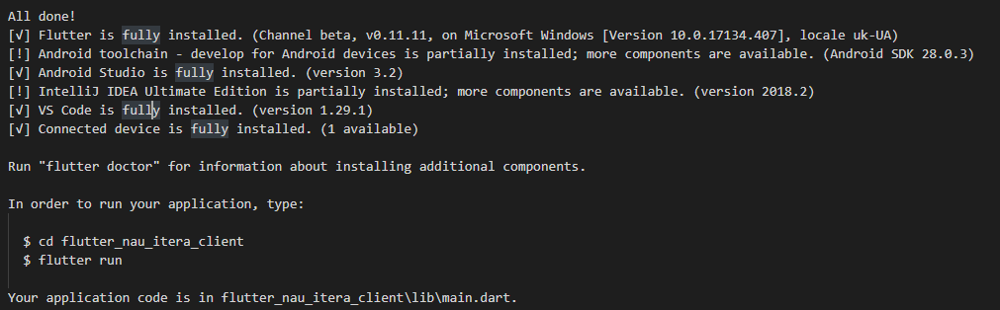 All done!
[√] Flutter is fully installed. (Channel beta, v0.11.11, on Microsoft Windows [Version 10.0.17134.407], locale uk-UA)
[!] Android toolchain - develop for Android devices is partially installed; more components are available. (Android SDK 28.0.3)
[√] Android Studio is fully installed. (version 3.2)
[!] IntelliJ IDEA Ultimate Edition is partially installed; more components are available. (version 2018.2)
[√] VS Code is fully installed. (version 1.29.1)
[√] Connected device is fully installed. (1 available)
Run "flutter doctor" for information about installing additional components.
In order to run your application, type:
$ cd flutter_nau_itera_client
$ flutter run
Your application code is in flutter_nau_itera_client\lib\main.dart.